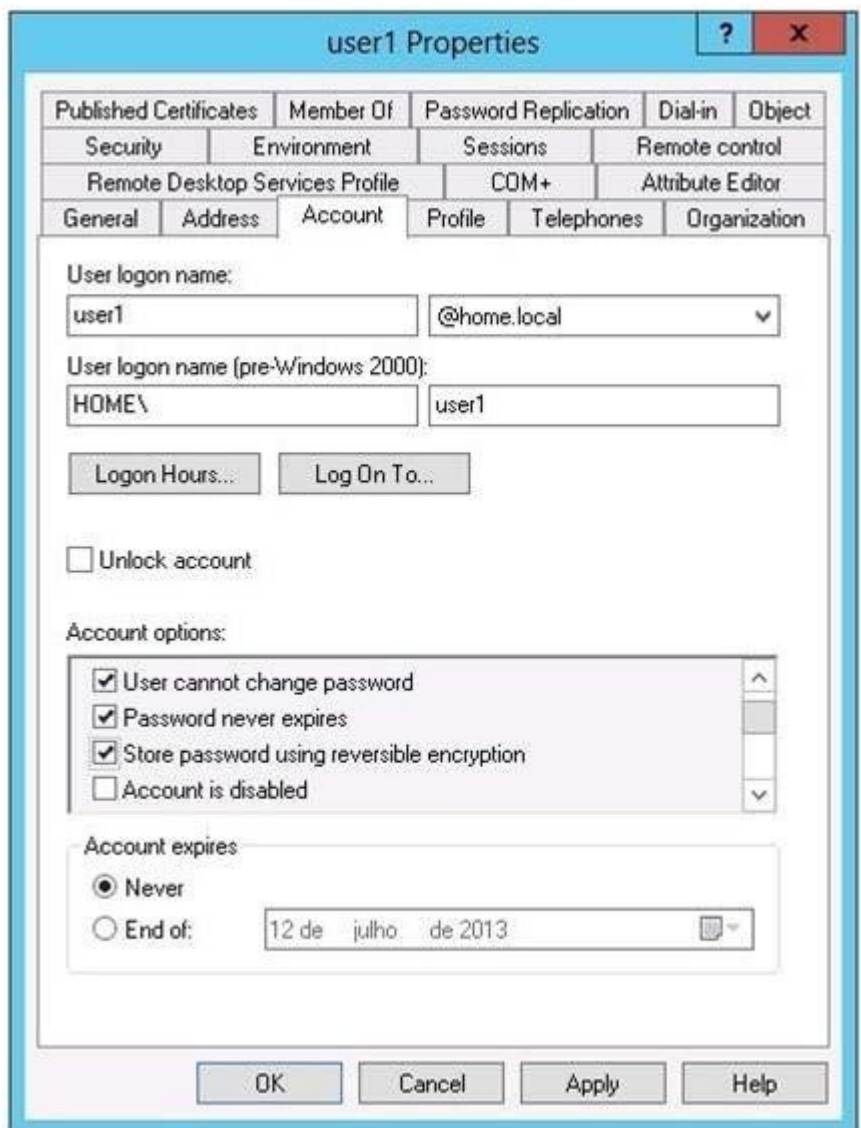 user1 Properties
? x
Published Certificates Member Of Password Replication Dial-in Object
Security Environment Sessions Remote control
Remote Desktop Services Profile COM+ Attribute Editor
General Address Account Profile Telephones Organization
User logon name:
user1 @home.local
User logon name (pre-Windows 2000):
HOME\ user1
Logon Hours... Log On To...
Unlock account
Account options:
User cannot change password
Password never expires
Store password using reversible encryption
Account is disabled
Account expires
Never
End of: 12 de julho de 2013
OK Cancel Apply Help